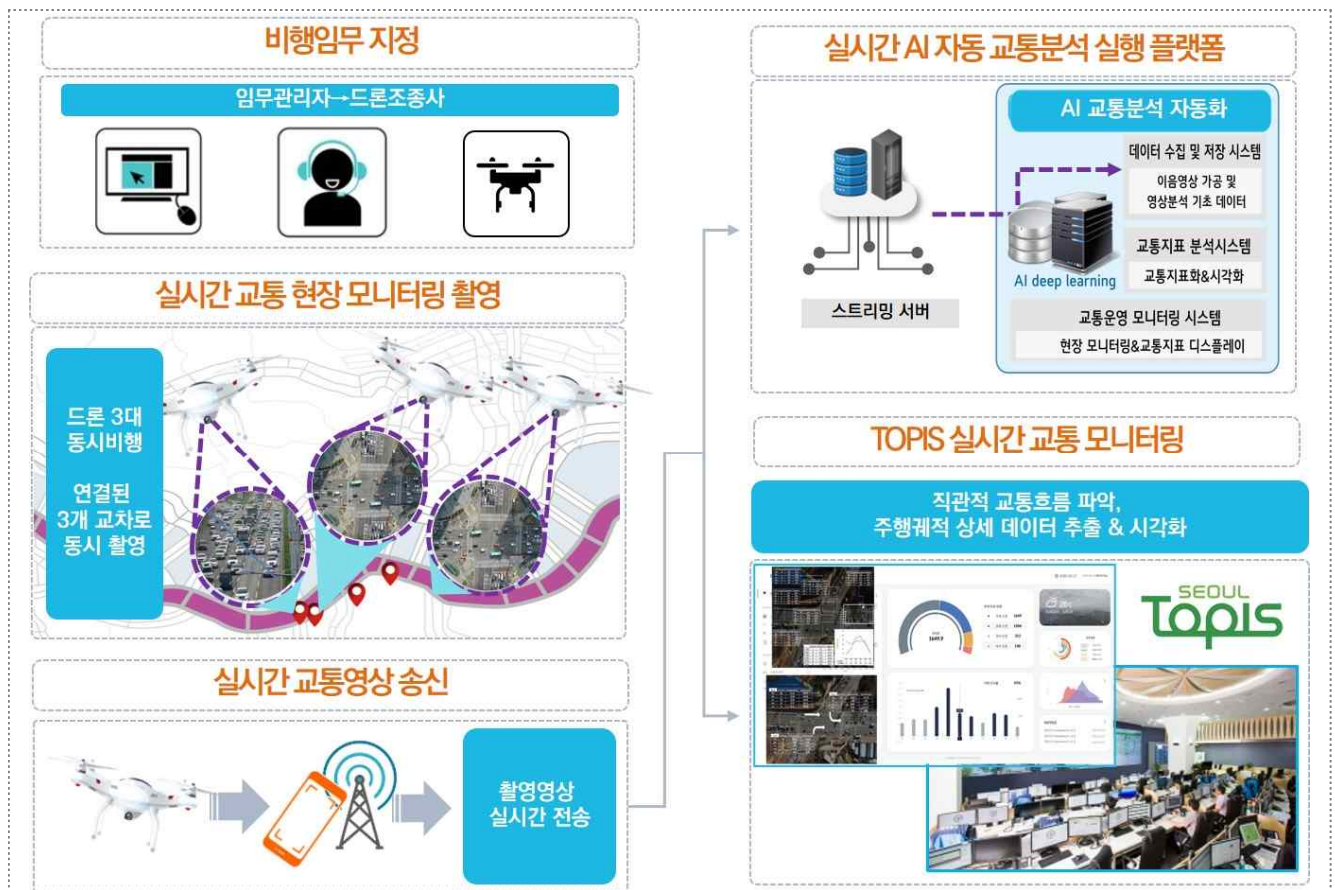 비행임무 지정
임무관리자→드론조종사
실시간 교통 현장 모니터링 촬영
드론 3대
동시비행
연결된
3개 교차로
동시 촬영
실시간 교통영상 송신
촬영영상
실시간 전송
실시간 AI 자동 교통분석 실행 플랫폼
스트리밍 서버
AI 교통분석 자동화
데이터 수집 및 저장 시스템
이음영상 가공 및
영상분석 기초 데이터
AI deep learning
교통지표 분석시스템
교통지표화&시각화
교통운영 모니터링 시스템
현장 모니터링&교통지표 디스플레이
TOPIS 실시간 교통 모니터링
직관적 교통흐름 파악,
주행궤적 상세 데이터 추출 & 시각화
SEOUL
Topis